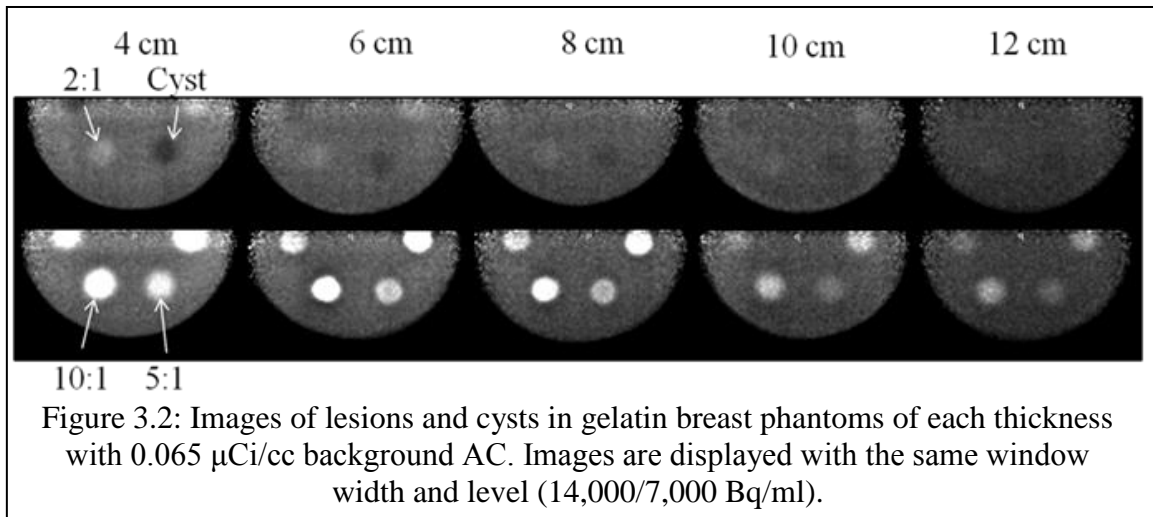 4 cm 6 cm 8 cm 10 cm 12 cm
2:1 Cyst
10:1 5:1
Figure 3.2: Images of lesions and cysts in gelatin breast phantoms of each thickness
with 0.065 μCi/cc background AC. Images are displayed with the same window
width and level (14,000/7,000 Bq/ml).